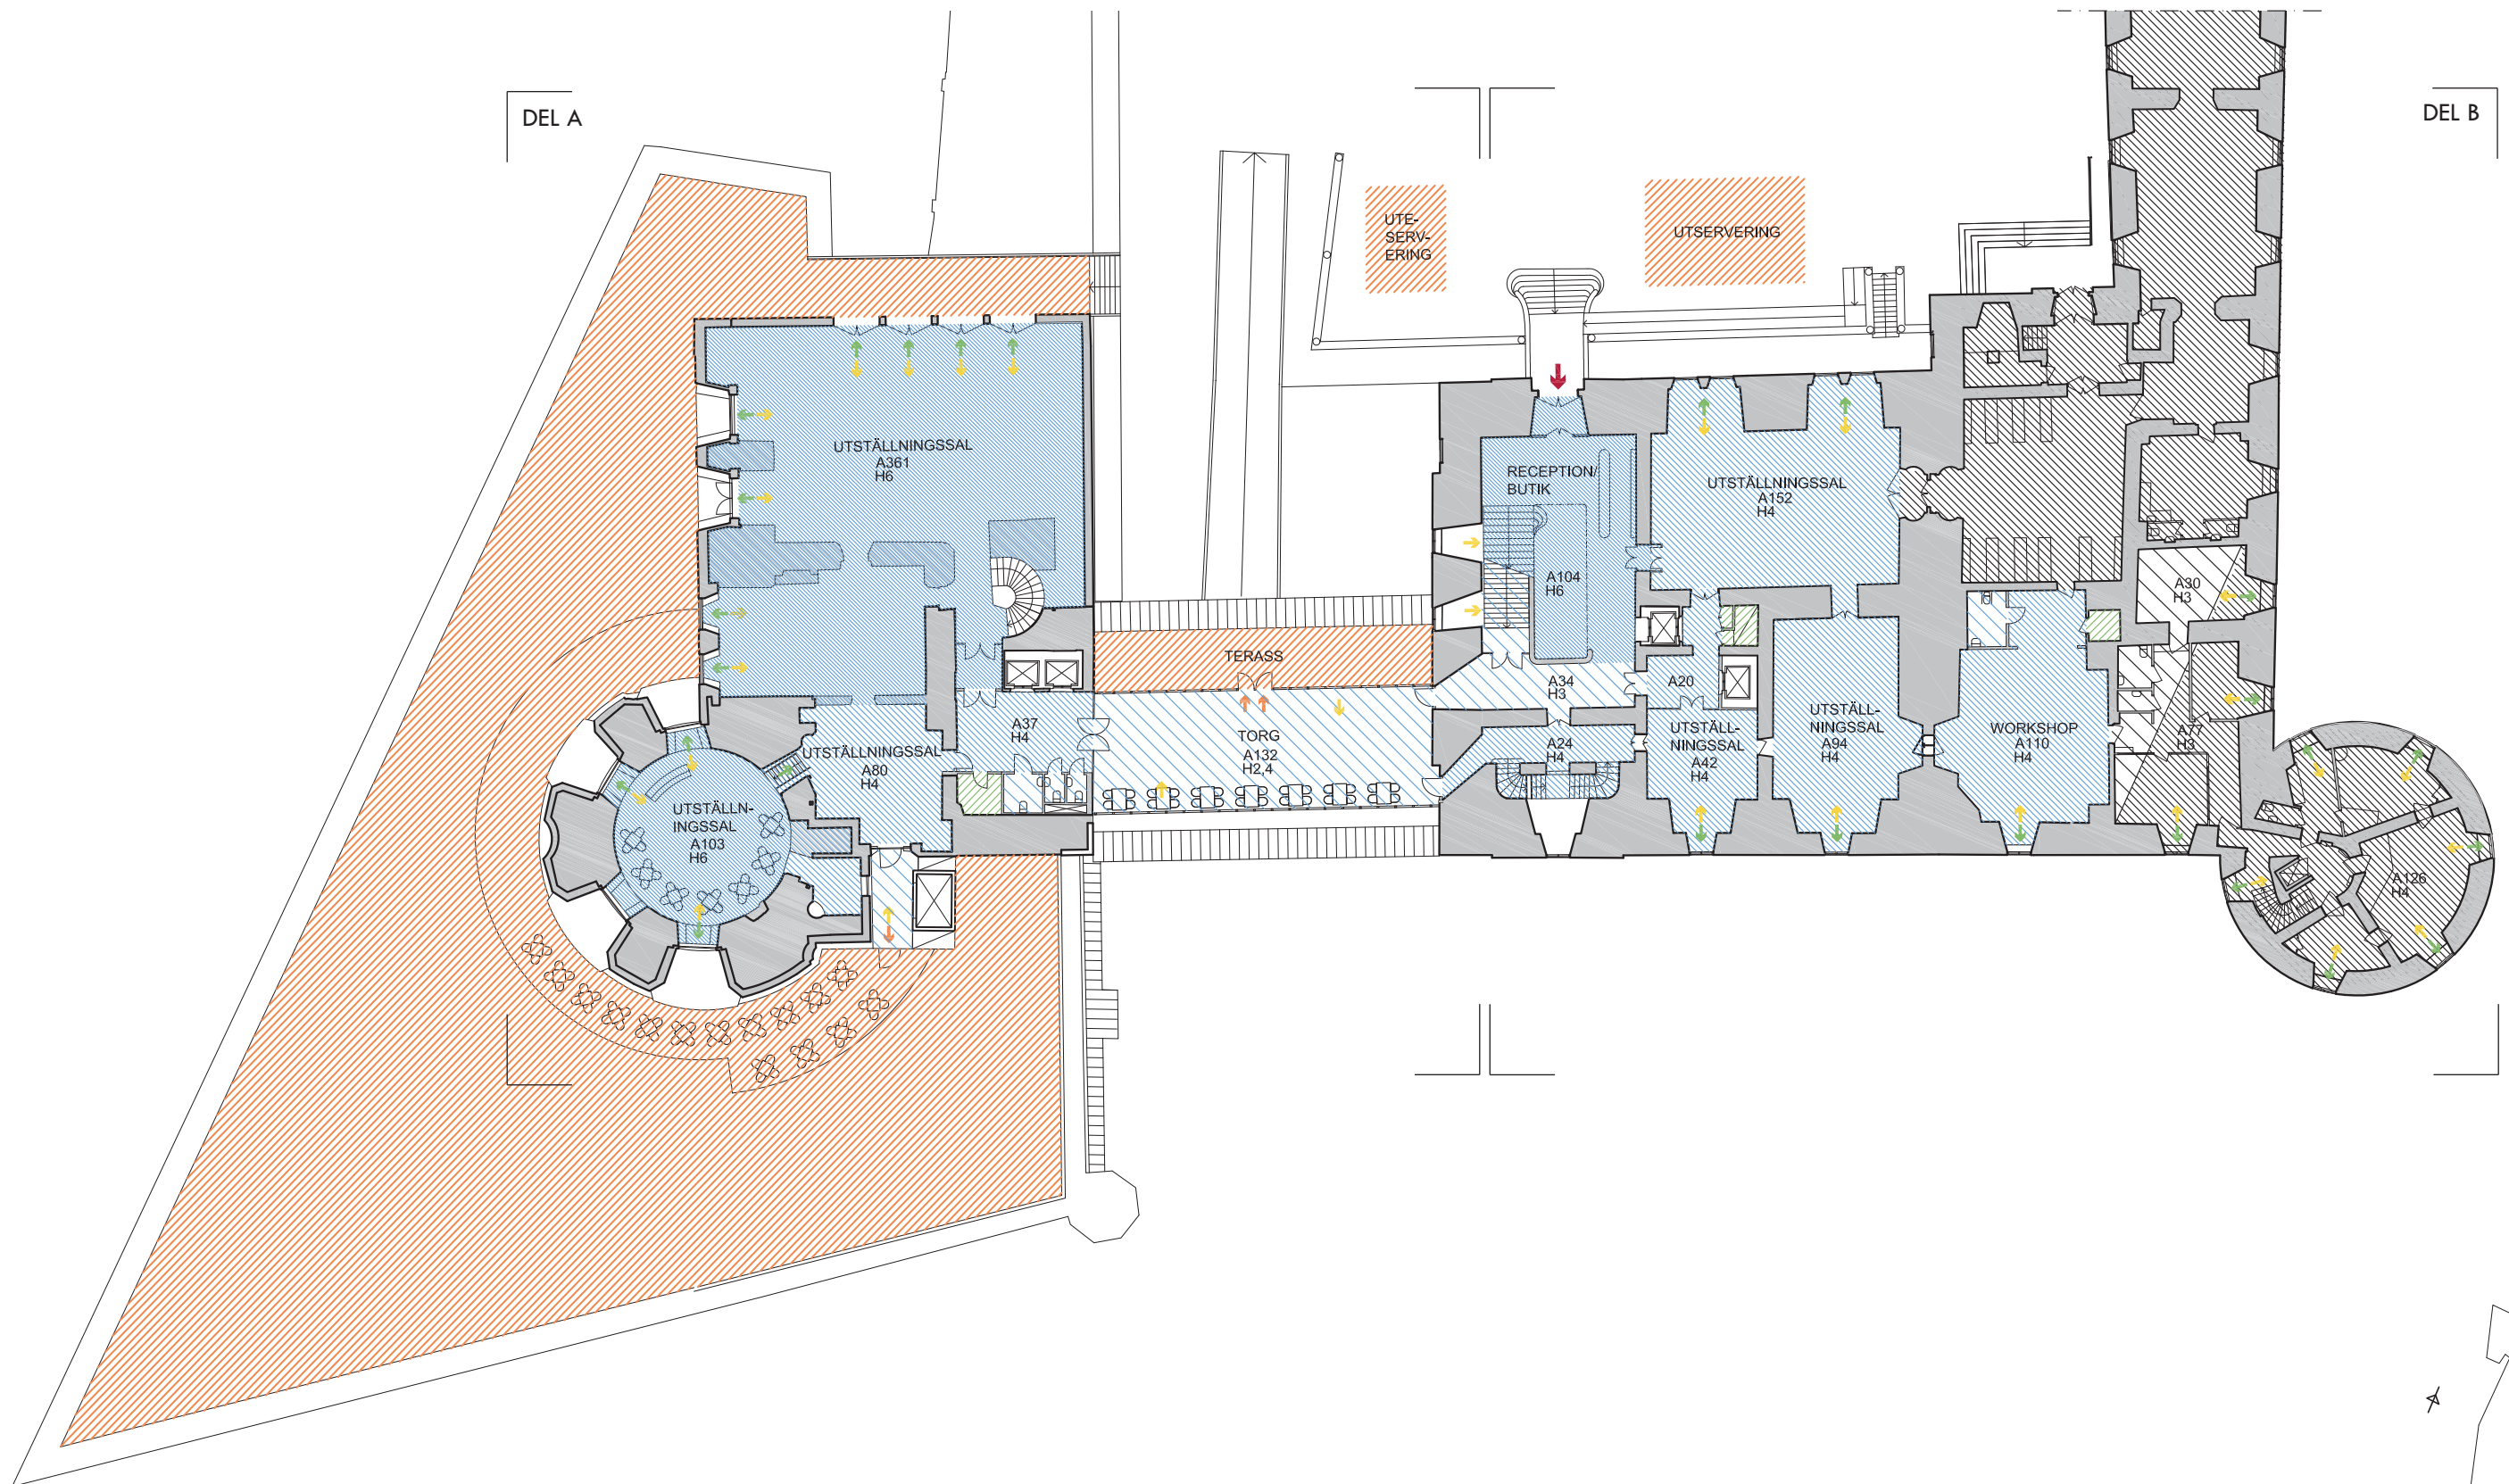 DEL A
DEL B
UTE-
SERV-
ERING
UTSERVERING
UTSTÄLLNINGSSAL
A361
H6
RECEPTION/
BUTIK
A104
H6
UTSTÄLLNINGSSAL
A152
H4
A30
H3
TERASS
A34
H3
A20
A37
H4
TORG
A132
H2,4
A24
H4
UTSTÄLL-
NINGSSAL
A42
H4
UTSTÄLL-
NINGSSAL
A94
H4
WORKSHOP
A110
H4
A77
H3
UTSTÄLLNINGSSAL
A80
H4
UTSTÄLLN-
INGSSAL
A103
H6
A126
H4